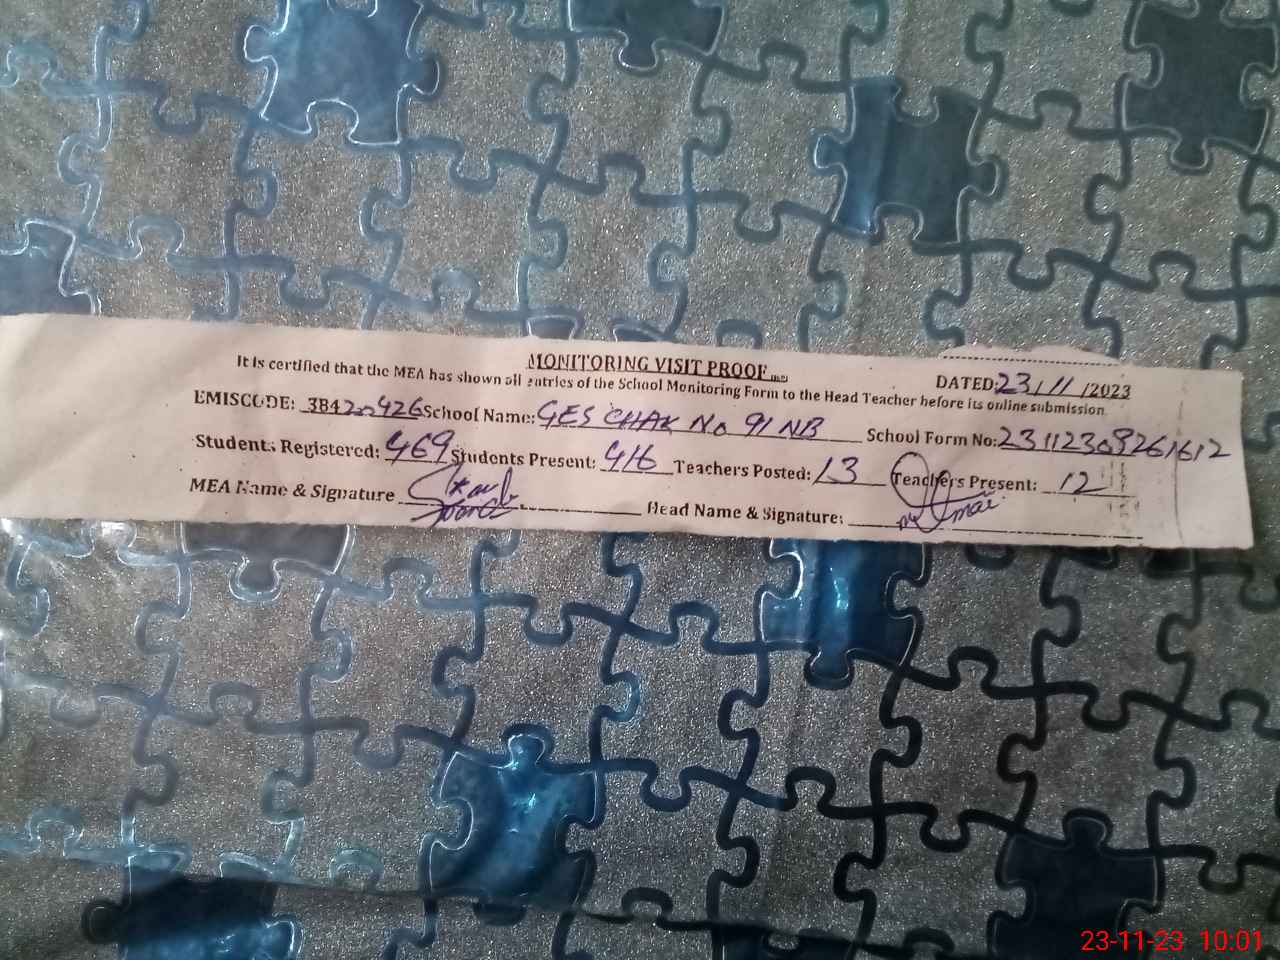 MONITORING VISIT PROOF
DATED: 23/11/2023
It is certified that the MEA has shown all entries of the School Monitoring Form to the Head Teacher before its online submission
EMISCODE: 38420426 School Name: GES CHAK No 91 NB School Form No: 23112309261612
Students Registered: 469 Students Present: 416 Teachers Posted: 13 Teachers Present: 12
MEA Name & Signature Head Name & Signature:
23-11-23 10:01